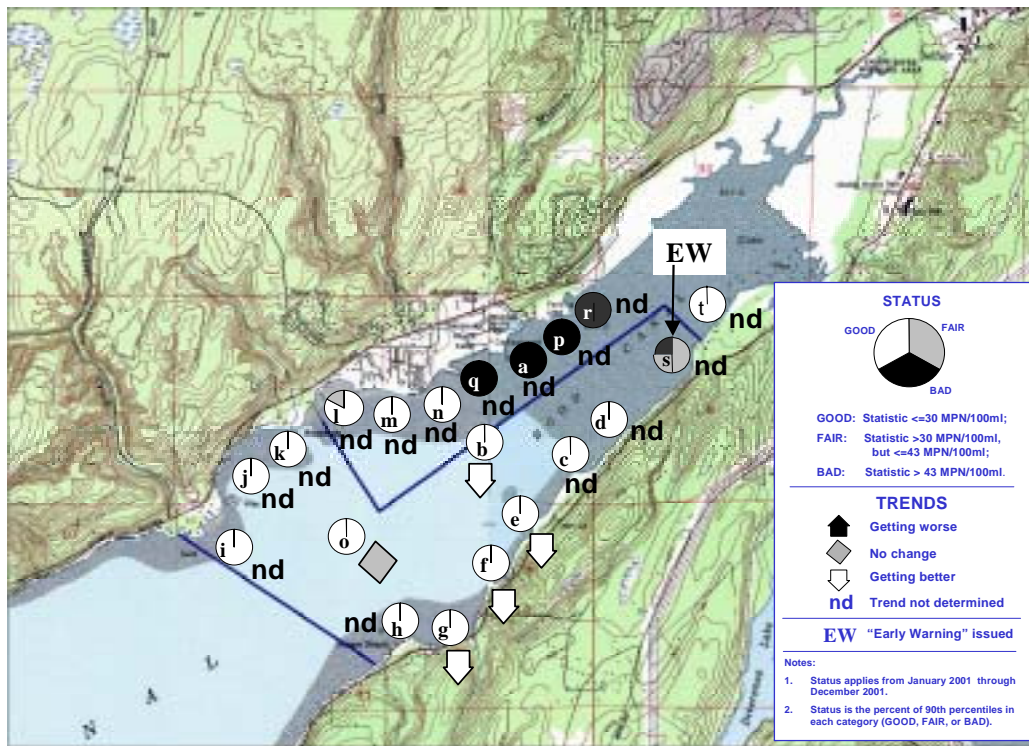 EW
r
nd
t
nd
p
nd
s
nd
a
nd
q
nd
l
nd
m
nd
n
nd
b
d
nd
c
nd
k
nd
j
nd
i
nd
o
e
f
h
nd
g
N A L
STATUS
GOOD
FAIR
BAD
GOOD: Statistic <=30 MPN/100ml;
FAIR: Statistic >30 MPN/100ml,
but <=43 MPN/100ml;
BAD: Statistic > 43 MPN/100ml.
TRENDS
Getting worse
No change
Getting better
nd Trend not determined
EW "Early Warning" issued
Notes:
1. Status applies from January 2001 through
December 2001.
2. Status is the percent of 90th percentiles in
each category (GOOD, FAIR, or BAD).